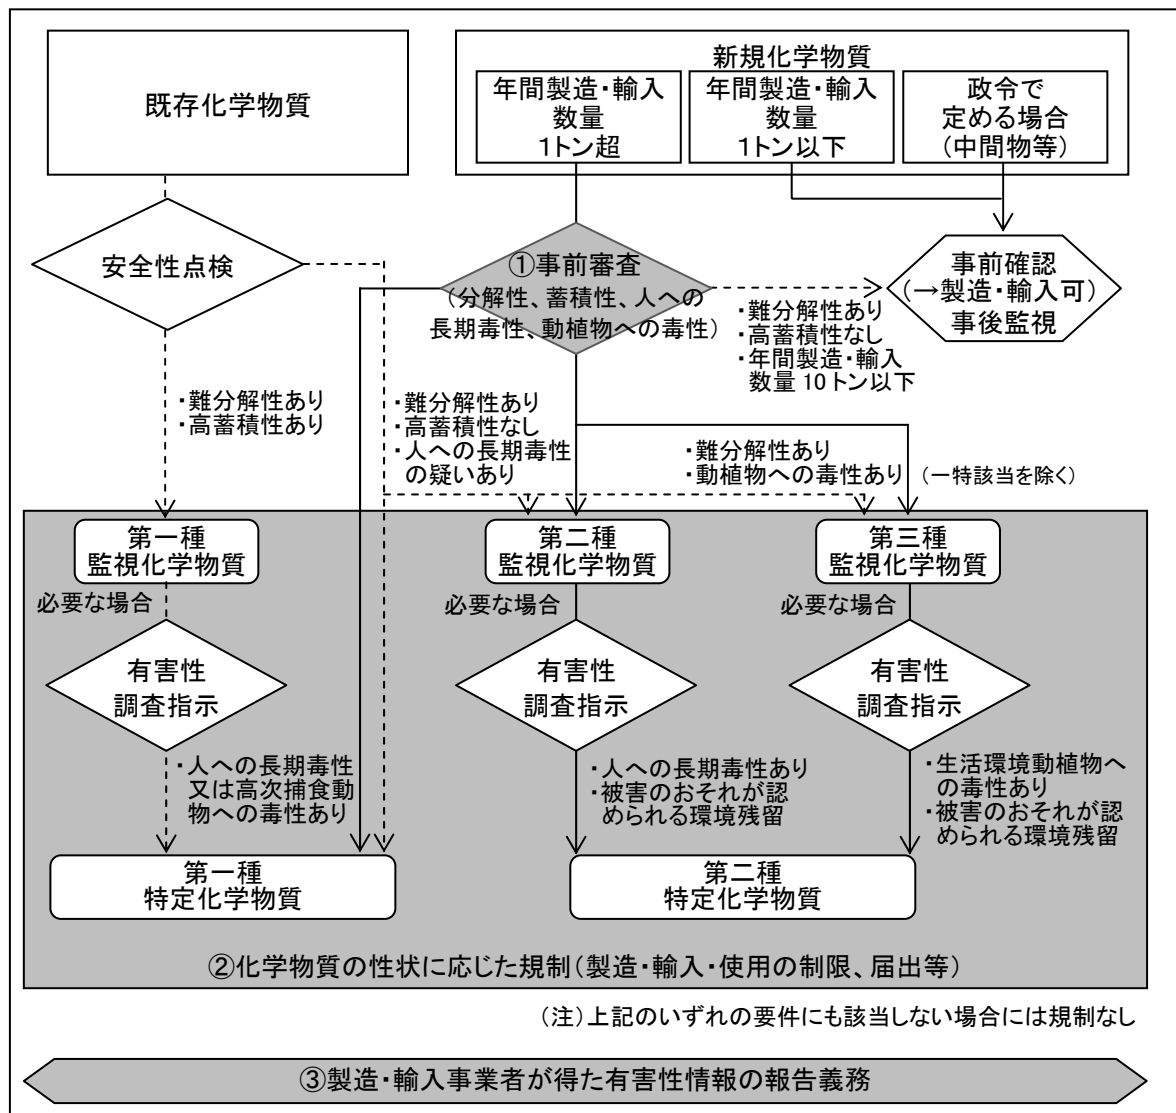 既存化学物質
新規化学物質
年間製造・輸入
数量
1トン超
年間製造・輸入
数量
1トン以下
政令で
定める場合
(中間物等)
安全性点検
①事前審査
(分解性、蓄積性、人への
長期毒性、動植物への毒性)
事前確認
(→製造・輸入可)
事後監視
・難分解性あり
・高蓄積性なし
・年間製造・輸入
数量 10トン以下
・難分解性あり
・高蓄積性あり
・難分解性あり
・高蓄積性なし
・人への長期毒性
の疑いあり
・難分解性あり
・動植物への毒性あり
(一特該当を除く)
第一種
監視化学物質
第二種
監視化学物質
第三種
監視化学物質
必要な場合
必要な場合
必要な場合
有害性
調査指示
有害性
調査指示
有害性
調査指示
・人への長期毒性
又は高次捕食動
物への毒性あり
・人への長期毒性あり
・被害のおそれが認
められる環境残留
・生活環境動植物へ
の毒性あり
・被害のおそれが認
められる環境残留
第一種
特定化学物質
第二種
特定化学物質
②化学物質の性状に応じた規制(製造・輸入・使用の制限、届出等)
(注)上記のいずれの要件にも該当しない場合には規制なし
③製造・輸入事業者が得た有害性情報の報告義務